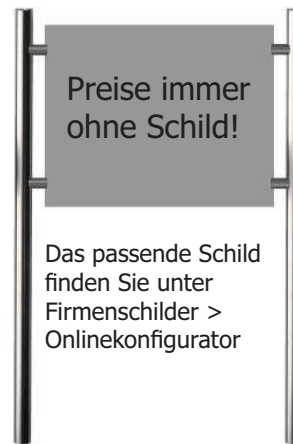 Preise immer
ohne Schild!
Das passende Schild
finden Sie unter
Firmenschilder >
Onlinekonfigurator